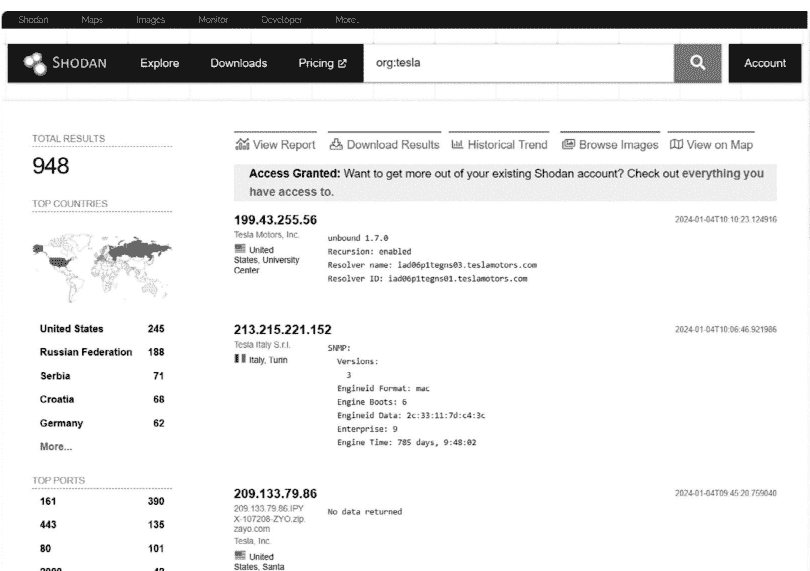 Shodan Maps Images Monitor Developer More..
SHODAN Explore Downloads Pricing org:tesla Account
TOTAL RESULTS
948
TOP COUNTRIES
United States 245
Russian Federation 188
Serbia 71
Croatia 68
Germany 62
More...
TOP PORTS
161 390
443 135
80 101
View Report Download Results Historical Trend Browse Images View on Map
Access Granted: Want to get more out of your existing Shodan account? Check out everything you
have access to.
199.43.255.56
2024-01-04T10:10:23.124916
Tesla Motors, Inc.
United
States, University
Center
unbound 1.7.0
Recursion: enabled
Resolver name: iad06p1tegns03.teslamotors.com
Resolver ID: iad06p1tegns01.teslamotors.com
213.215.221.152
2024-01-04T10:06:46.921986
Tesla Italy S.r.l.
Italy, Turin
SNMP:
Versions:
3
Engineid Format: mac
Engine Boots: 6
Engineid Data: 2c:33:11:7d:c4:3c
Enterprise: 9
Engine Time: 785 days, 9:48:02
209.133.79.86
2024-01-04T09:45:20.759040
209.133.79.86.IPY
X-107208-ZYO.zip.
zayo.com
Tesla, Inc.
United
States, Santa
No data returned